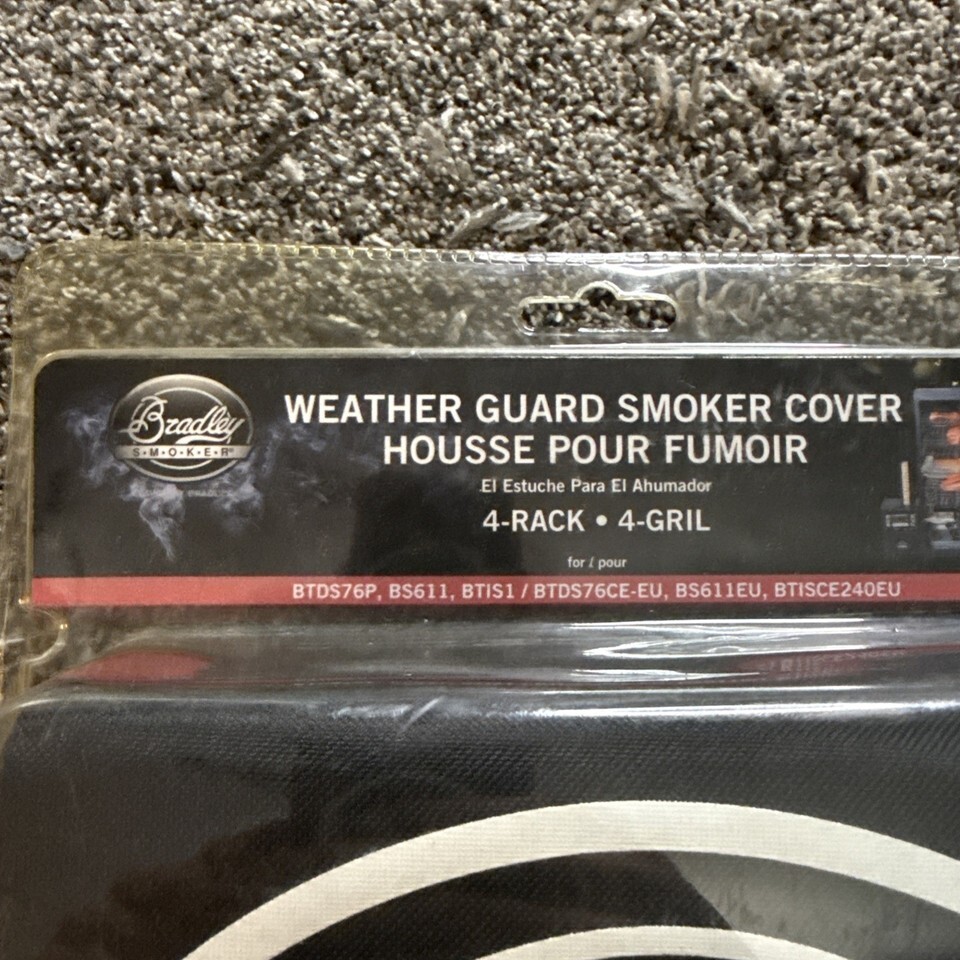 Bradley
S·M·O·K·E·R®
WEATHER GUARD SMOKER COVER
HOUSSE POUR FUMOIR
El Estuche Para El Ahumador
4-RACK • 4-GRIL
for / pour
BTDS76P, BS611, BTIS1 / BTDS76CE-EU, BS611EU, BTISCE240EU